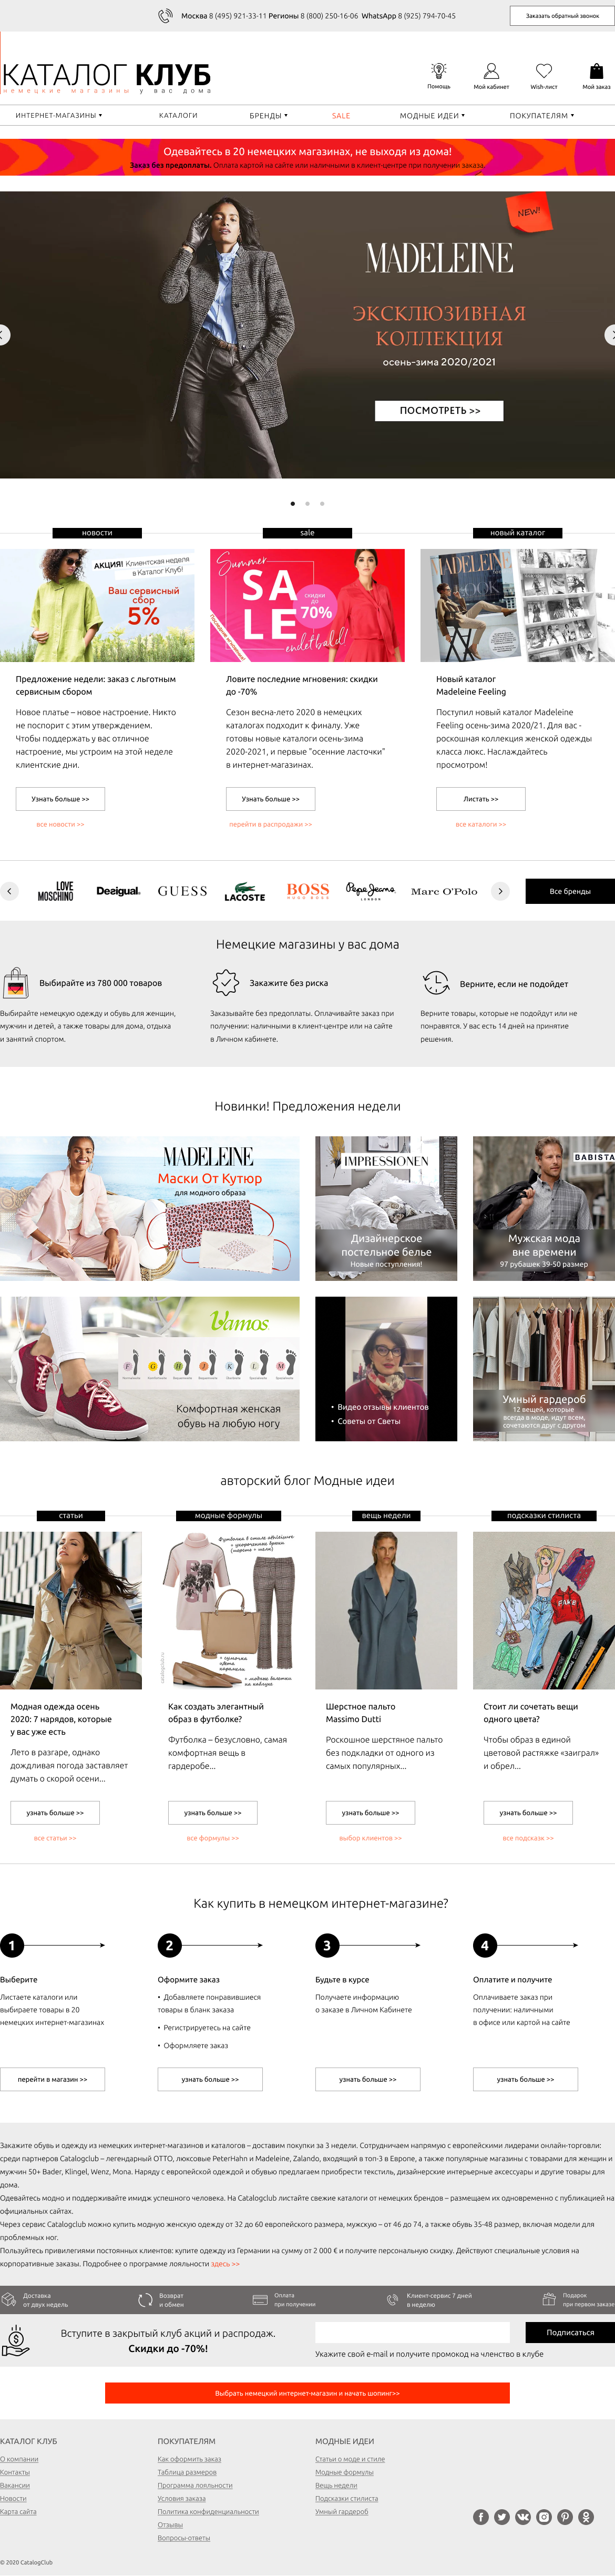 Москва 8 (495) 921-33-11 Регионы 8 (800) 250-16-06 WhatsApp 8 (925) 794-70-45
Заказать обратный звонок
КАТАЛОГ КЛУБ
немецкие магазины у вас дома
Помощь
Мой кабинет
Wish-лист
Мой заказ
ИНТЕРНЕТ-МАГАЗИНЫ
КАТАЛОГИ
БРЕНДЫ
SALE
МОДНЫЕ ИДЕИ
ПОКУПАТЕЛЯМ
Одевайтесь в 20 немецких магазинах, не выходя из дома!
Заказ без предоплаты. Оплата картой на сайте или наличными в клиент-центре при получении заказа.
NEW!
MADELEINE
ЭКСКЛЮЗИВНАЯ
КОЛЛЕКЦИЯ
осень-зима 2020/2021
ПОСМОТРЕТЬ >>
новости
sale
новый каталог
АКЦИЯ! Клиентская неделя
в Каталог Клуб!
Ваш сервисный
сбор
5%
Summer
SALE
СКИДКИ
ДО
70%
endet bald!
MADELEINE
Предложение недели: заказ с льготным
сервисным сбором
Новое платье – новое настроение. Никто
не поспорит с этим утверждением.
Чтобы поддержать у вас отличное
настроение, мы устроим на этой неделе
клиентские дни.
Узнать больше >>
все новости >>
Ловите последние мгновения: скидки
до -70%
Сезон весна-лето 2020 в немецких
каталогах подходит к финалу. Уже
готовы новые каталоги осень-зима
2020-2021, и первые "осенние ласточки"
в интернет-магазинах.
Узнать больше >>
перейти в распродажи >>
Новый каталог
Madeleine Feeling
Поступил новый каталог Madeleine
Feeling осень-зима 2020/21. Для вас -
роскошная коллекция женской одежды
класса люкс. Наслаждайтесь
просмотром!
Листать >>
все каталоги >>
LOVE
MOSCHINO
Desigual.
GUESS
LACOSTE
BOSS
HUGO BOSS
Pepe Jeans
LONDON
Marc O'Polo
Все бренды
Немецкие магазины у вас дома
Выбирайте из 780 000 товаров
Выбирайте немецкую одежду и обувь для женщин,
мужчин и детей, а также товары для дома, отдыха
и занятий спортом.
Закажите без риска
Заказывайте без предоплаты. Оплачивайте заказ при
получении: наличными в клиент-центре или на сайте
в Личном кабинете.
Верните, если не подойдет
Верните товары, которые не подойдут или не
понравятся. У вас есть 14 дней на принятие
решения.
Новинки! Предложения недели
MADELEINE
Маски От Кутюр
для модного образа
IMPRESSIONEN
Дизайнерское
постельное белье
Новые поступления!
BABISTA
Мужская мода
вне времени
97 рубашек 39-50 размер
Vamos
F G H J K L M
Комфортная женская
обувь на любую ногу
• Видео отзывы клиентов
• Советы от Светы
Умный гардероб
12 вещей, которые
всегда в моде, идут всем,
сочетаются друг с другом
авторский блог Модные идеи
статьи
модные формулы
вещь недели
подсказки стилиста
Футболка в стиле athleisure
+ укороченные брюки
+ сумочка
цвета
карамели
+ модные балетки
на каблуке
catalogclub.ru
FAKE
Модная одежда осень
2020: 7 нарядов, которые
у вас уже есть
Лето в разгаре, однако
дождливая погода заставляет
думать о скорой осени...
узнать больше >>
все статьи >>
Как создать элегантный
образ в футболке?
Футболка – безусловно, самая
комфортная вещь в
гардеробе...
узнать больше >>
все формулы >>
Шерстное пальто
Massimo Dutti
Роскошное шерстяное пальто
без подкладки от одного из
самых популярных...
узнать больше >>
выбор клиентов >>
Стоит ли сочетать вещи
одного цвета?
Чтобы образ в единой
цветовой растяжке «заиграл»
и обрел...
узнать больше >>
все подсказк >>
Как купить в немецком интернет-магазине?
1
Выберите
Листаете каталоги или
выбираете товары в 20
немецких интернет-магазинах
перейти в магазин >>
2
Оформите заказ
• Добавляете понравившиеся
товары в бланк заказа
• Регистрируетесь на сайте
• Оформляете заказ
узнать больше >>
3
Будьте в курсе
Получаете информацию
о заказе в Личном Кабинете
узнать больше >>
4
Оплатите и получите
Оплачиваете заказ при
получении: наличными
в офисе или картой на сайте
узнать больше >>
Закажите обувь и одежду из немецких интернет-магазинов и каталогов – доставим покупки за 3 недели. Сотрудничаем напрямую с европейскими лидерами онлайн-торговли:
среди партнеров Catalogclub – легендарный ОТТО, люксовые PeterHahn и Madeleine, Zalando, входящий в топ-3 в Европе, а также популярные магазины с товарами для женщин и
мужчин 50+ Bader, Klingel, Wenz, Mona. Наряду с европейской одеждой и обувью предлагаем приобрести текстиль, дизайнерские интерьерные аксессуары и другие товары для
дома.
Одевайтесь модно и поддерживайте имидж успешного человека. На Catalogclub листайте свежие каталоги от немецких брендов – размещаем их одновременно с публикацией на
официальных сайтах.
Через сервис Catalogclub можно купить модную женскую одежду от 32 до 60 европейского размера, мужскую – от 46 до 74, а также обувь 35-48 размер, включая модели для
проблемных ног.
Пользуйтесь привилегиями постоянных клиентов: купите одежду из Германии на сумму от 2 000 € и получите персональную скидку. Действуют специальные условия на
корпоративные заказы. Подробнее о программе лояльности здесь >>
Доставка
от двух недель
Возврат
и обмен
Оплата
при получении
Клиент-сервис 7 дней
в неделю
Подарок
при первом заказе
Вступите в закрытый клуб акций и распродаж.
Скидки до -70%!
Подписаться
Укажите свой e-mail и получите промокод на членство в клубе
Выбрать немецкий интернет-магазин и начать шопинг>>
КАТАЛОГ КЛУБ
О компании
Контакты
Вакансии
Новости
Карта сайта
ПОКУПАТЕЛЯМ
Как оформить заказ
Таблица размеров
Программа лояльности
Условия заказа
Политика конфиденциальности
Отзывы
Вопросы-ответы
МОДНЫЕ ИДЕИ
Статьи о моде и стиле
Модные формулы
Вещь недели
Подсказки стилиста
Умный гардероб
© 2020 CatalogClub